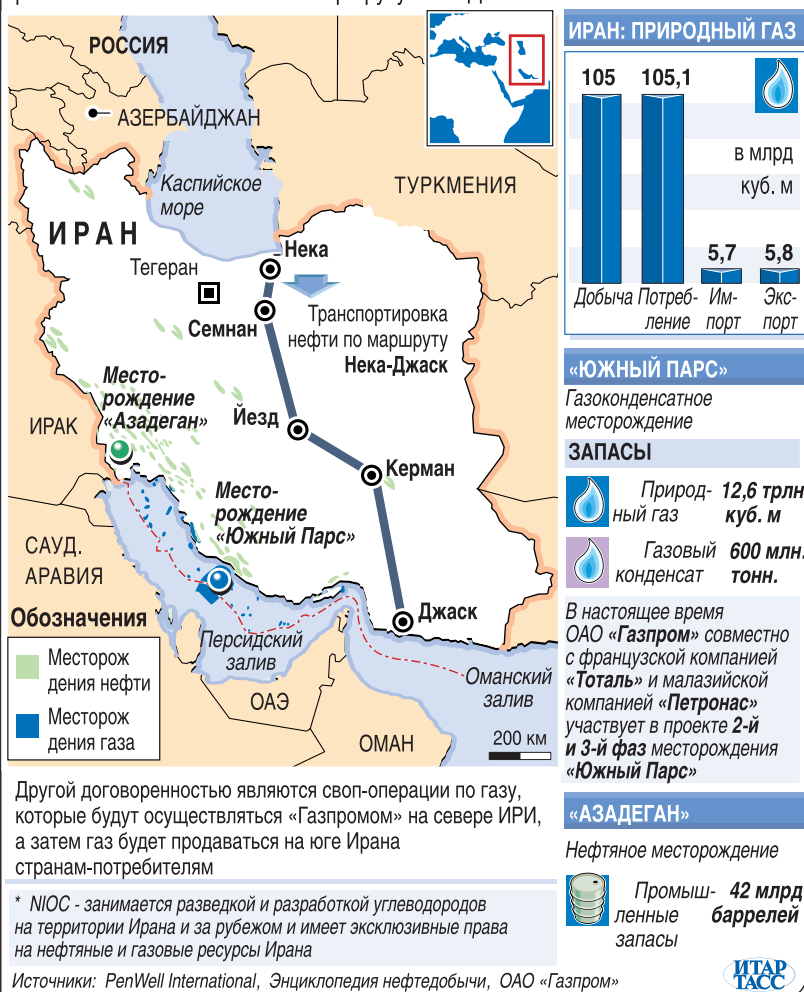 РОССИЯ
АЗЕРБАЙДЖАН
Каспийское
море
ТУРКМЕНИЯ
ИРАН
Тегеран
Нека
Семнан
Транспортировка
нефти по маршруту
Нека-Джаск
Место-
рождение
«Азадеган»
ИРАК
Йезд
Керман
Место-
рождение
«Южный Парс»
САУД.
АРАВИЯ
Джаск
Обозначения
Месторож
дения нефти
Месторож
дения газа
Персидский
залив
Оманский
залив
ОАЭ
ОМАН
200 км
Другой договоренностью являются своп-операции по газу,
которые будут осуществляться «Газпромом» на севере ИРИ,
а затем газ будет продаваться на юге Ирана
странам-потребителям
* NIOC - занимается разведкой и разработкой углеводородов
на территории Ирана и за рубежом и имеет эксклюзивные права
на нефтяные и газовые ресурсы Ирана
Источники: PenWell International, Энциклопедия нефтедобычи, ОАО «Газпром»
ИРАН: ПРИРОДНЫЙ ГАЗ
105
105,1
в млрд
куб. м
5,7
5,8
Добыча
Потреб-
ление
Им-
порт
Экс-
порт
«ЮЖНЫЙ ПАРС»
Газоконденсатное
месторождение
ЗАПАСЫ
Природ- 12,6 трлн
ный газ куб. м
Газовый 600 млн.
конденсат тонн.
В настоящее время
ОАО «Газпром» совместно
с французской компанией
«Тоталь» и малазийской
компанией «Петронас»
участвует в проекте 2-й
и 3-й фаз месторождения
«Южный Парс»
«АЗАДЕГАН»
Нефтяное месторождение
Промыш- 42 млрд
ленные баррелей
запасы
ИТАР
ТАСС